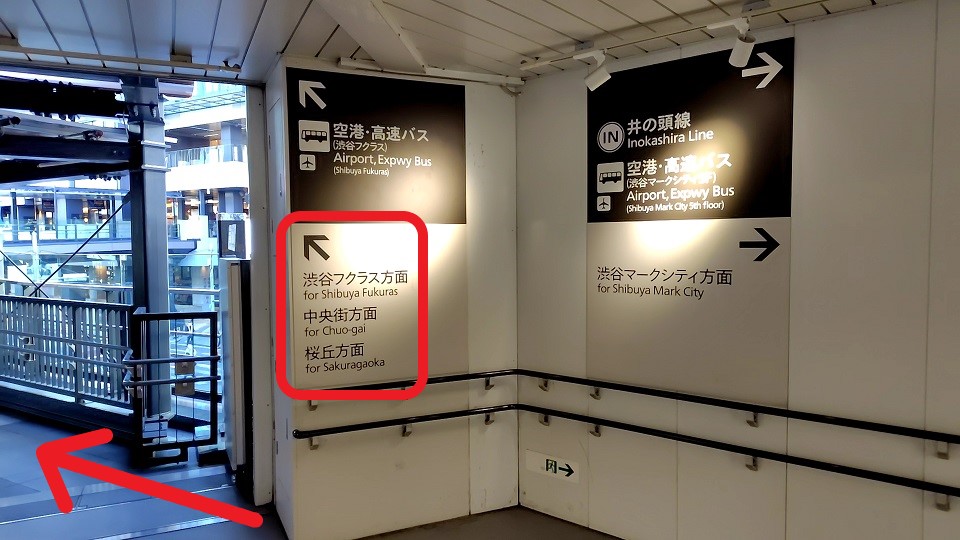 空港・高速バス
(渋谷フクラス)
Airport, Expwy Bus
(Shibuya Fukuras)
渋谷フクラス方面
for Shibuya Fukuras
中央街方面
for Chuo-gai
桜丘方面
for Sakuragaoka
IN 井の頭線
Inokashira Line
空港・高速バス
Airport, Expwy Bus
(Shibuya Mark City 5th floor)
渋谷マークシティ方面
for Shibuya Mark City